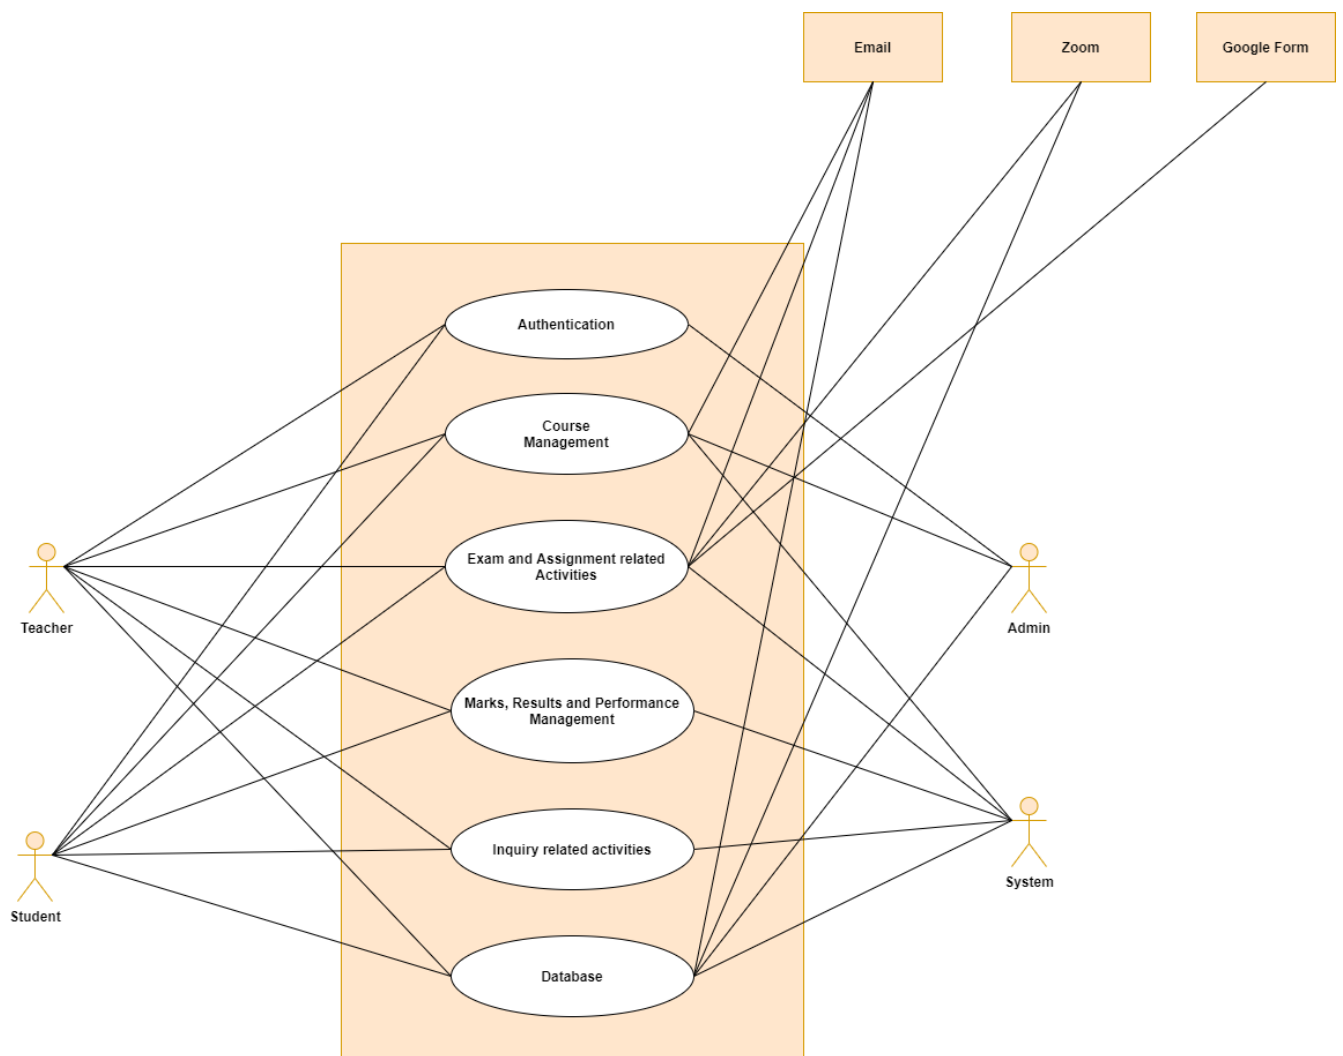 Email
Zoom
Google Form
Authentication
Course
Management
Exam and Assignment related
Activities
Teacher
Admin
Marks, Results and Performance
Management
Inquiry related activities
Student
System
Database